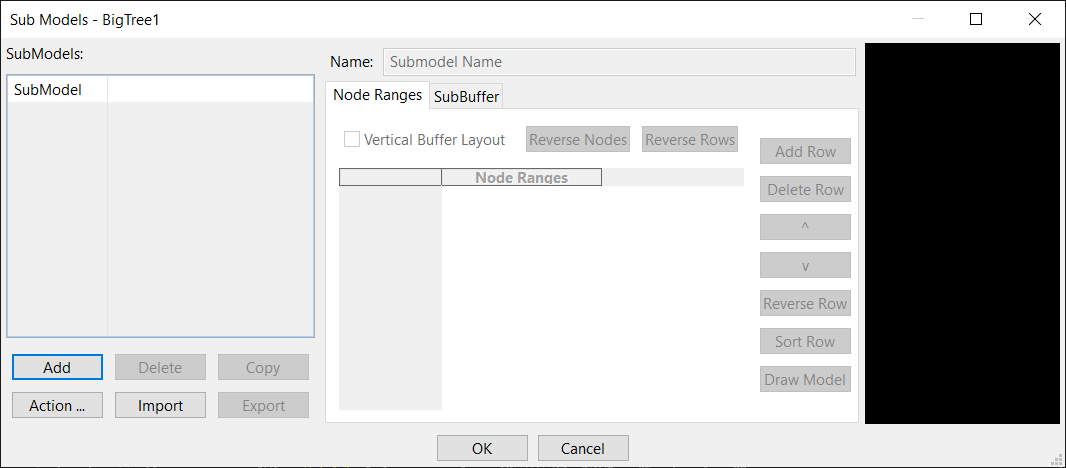 Sub Models - BigTree1
SubModels:
SubModel
Add
Delete
Copy
Action ...
Import
Export
Name:
Submodel Name
Node Ranges
SubBuffer
Vertical Buffer Layout
Reverse Nodes
Reverse Rows
Node Ranges
Add Row
Delete Row
^
v
Reverse Row
Sort Row
Draw Model
OK
Cancel